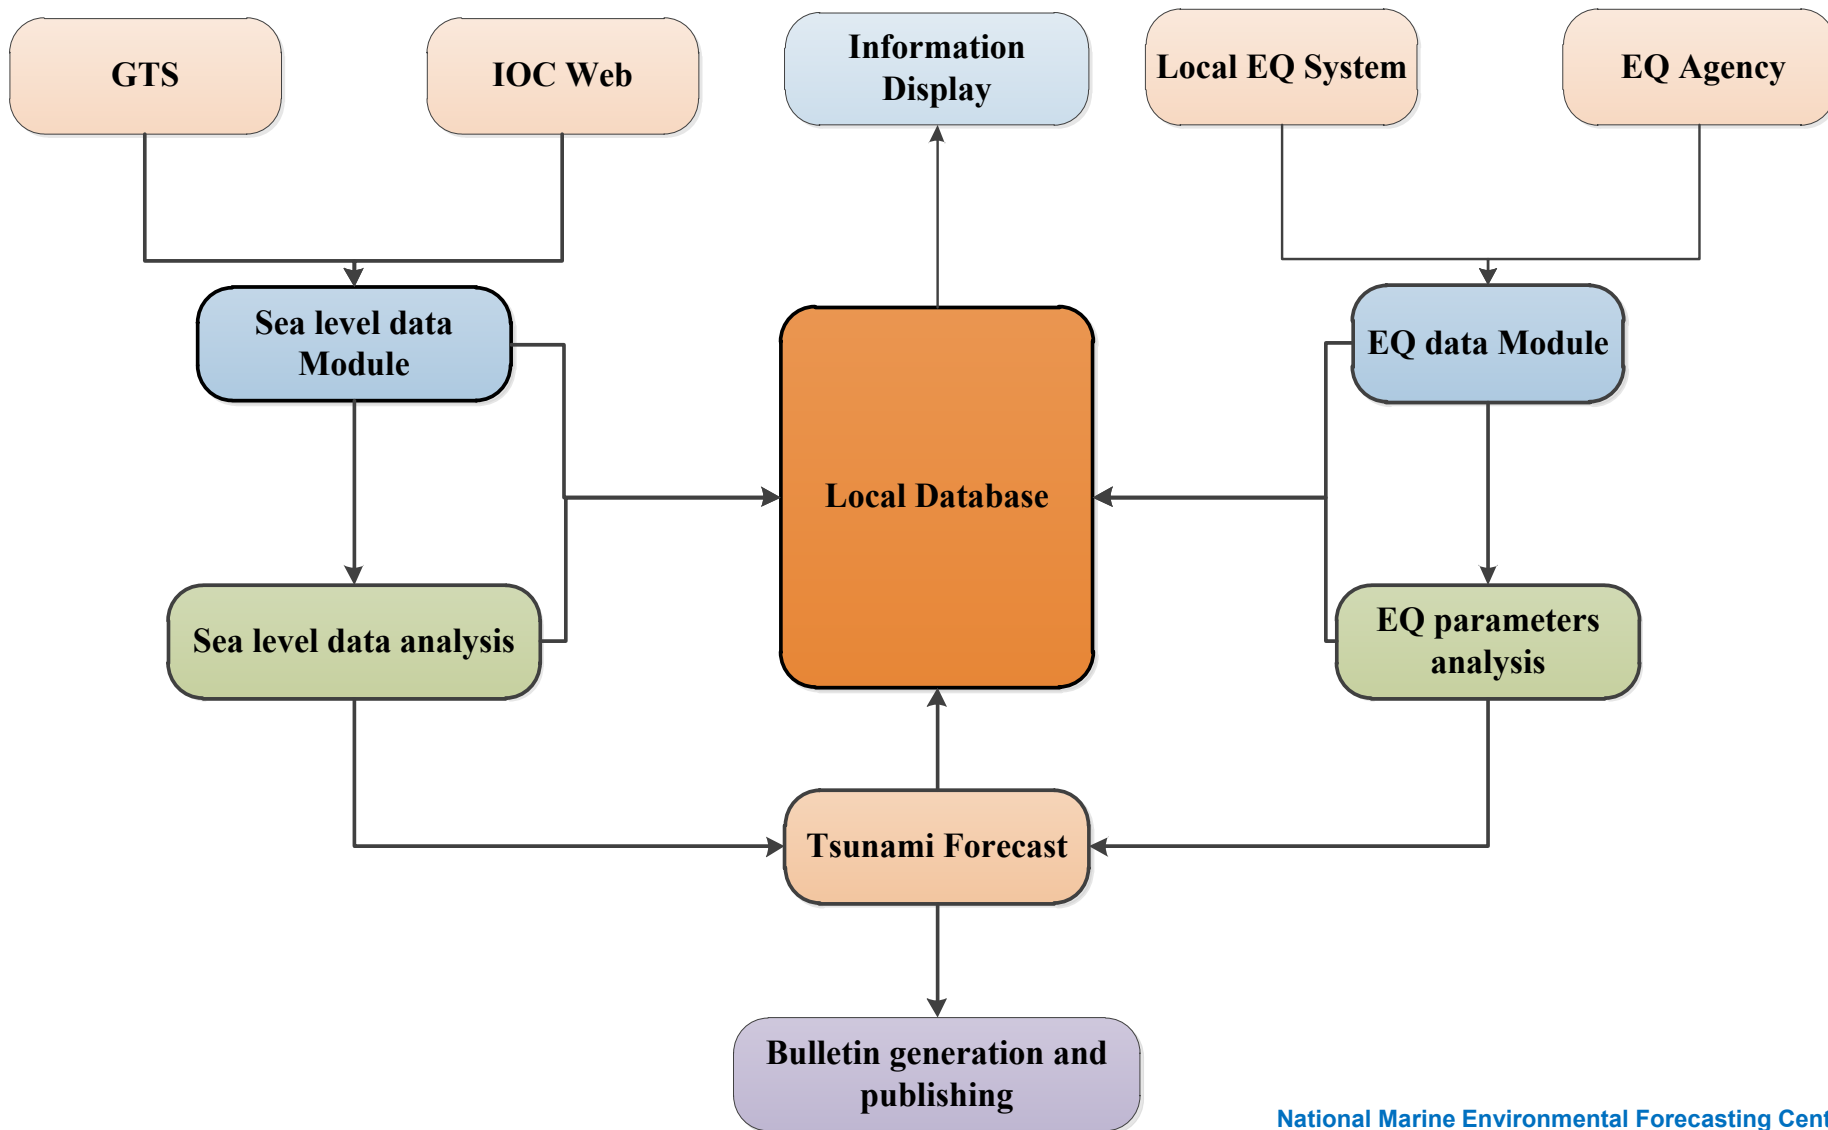 GTS
IOC Web
Information
Display
Local EQ System
EQ Agency
Sea level data
Module
EQ data Module
Local Database
Sea level data analysis
EQ parameters
analysis
Tsunami Forecast
Bulletin generation and
publishing
National Marine Environmental Forecasting Cent